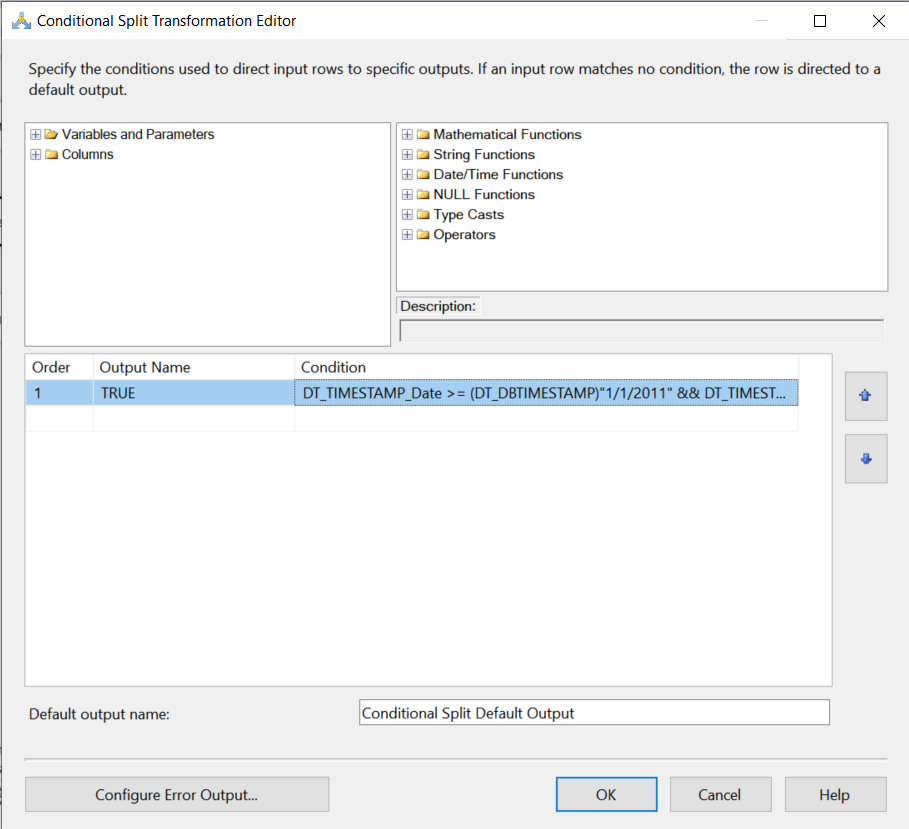 Conditional Split Transformation Editor
Specify the conditions used to direct input rows to specific outputs. If an input row matches no condition, the row is directed to a
default output.
Variables and Parameters
Columns
Mathematical Functions
String Functions
Date/Time Functions
NULL Functions
Type Casts
Operators
Description:
Order Output Name Condition
1 TRUE DT_TIMESTAMP_Date >= (DT_DBTIMESTAMP)"1/1/2011" && DT_TIMEST...
Default output name: Conditional Split Default Output
Configure Error Output... OK Cancel Help